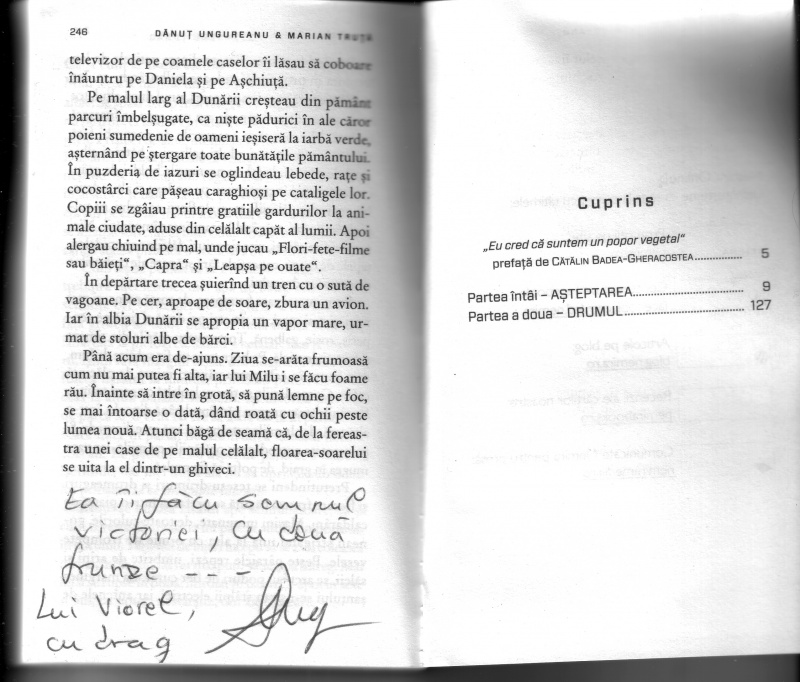 246
DĂNUȚ UNGUREANU & MARIAN TRUȚĂ
televizor de pe coamele caselor îi lăsau să coboare
înăuntru pe Daniela și pe Așchiuță.
Pe malul larg al Dunării creșteau din pământ
parcuri îmbelșugate, ca niște pădurici în ale căror
poieni sumedenie de oameni ieșiseră la iarbă verde,
așternând pe ștergare toate bunătățile pământului.
În puzderia de iazuri se oglindeau lebede, rațe și
cocostârci care pășeau caraghioși pe cataligele lor.
Copiii se zgâiau printre gratiile gardurilor la ani-
male ciudate, aduse din celălalt capăt al lumii. Apoi
alergau chiuind pe mal, unde jucau „Flori-fete-filme
sau băieți“, „Capra“ și „Leapșa pe ouate“.
În depărtare trecea șuierînd un tren cu o sută de
vagoane. Pe cer, aproape de soare, zbura un avion.
Iar în albia Dunării se apropia un vapor mare, ur-
mat de stoluri albe de bărci.
Până acum era de-ajuns. Ziua se-arăta frumoasă
cum nu mai putea fi alta, iar lui Milu i se făcu foame
rău. Înainte să intre în grotă, să pună lemne pe foc,
se mai întoarse o dată, dând roată cu ochii peste
lumea nouă. Atunci băgă de seamă că, de la fereas-
tra unei case de pe malul celălalt, floarea-soarelui
se uita la el dintr-un ghiveci.
Ea îi făcu semnul
victoriei, cu două
frunze - - -
Lui Viorel,
cu drag
Cuprins
„Eu cred că suntem un popor vegetal“
prefață de CĂTĂLIN BADEA-GHERACOSTEA.............. 5
Partea întâi – AȘTEPTAREA............................ 9
Partea a doua – DRUMUL.............................. 127